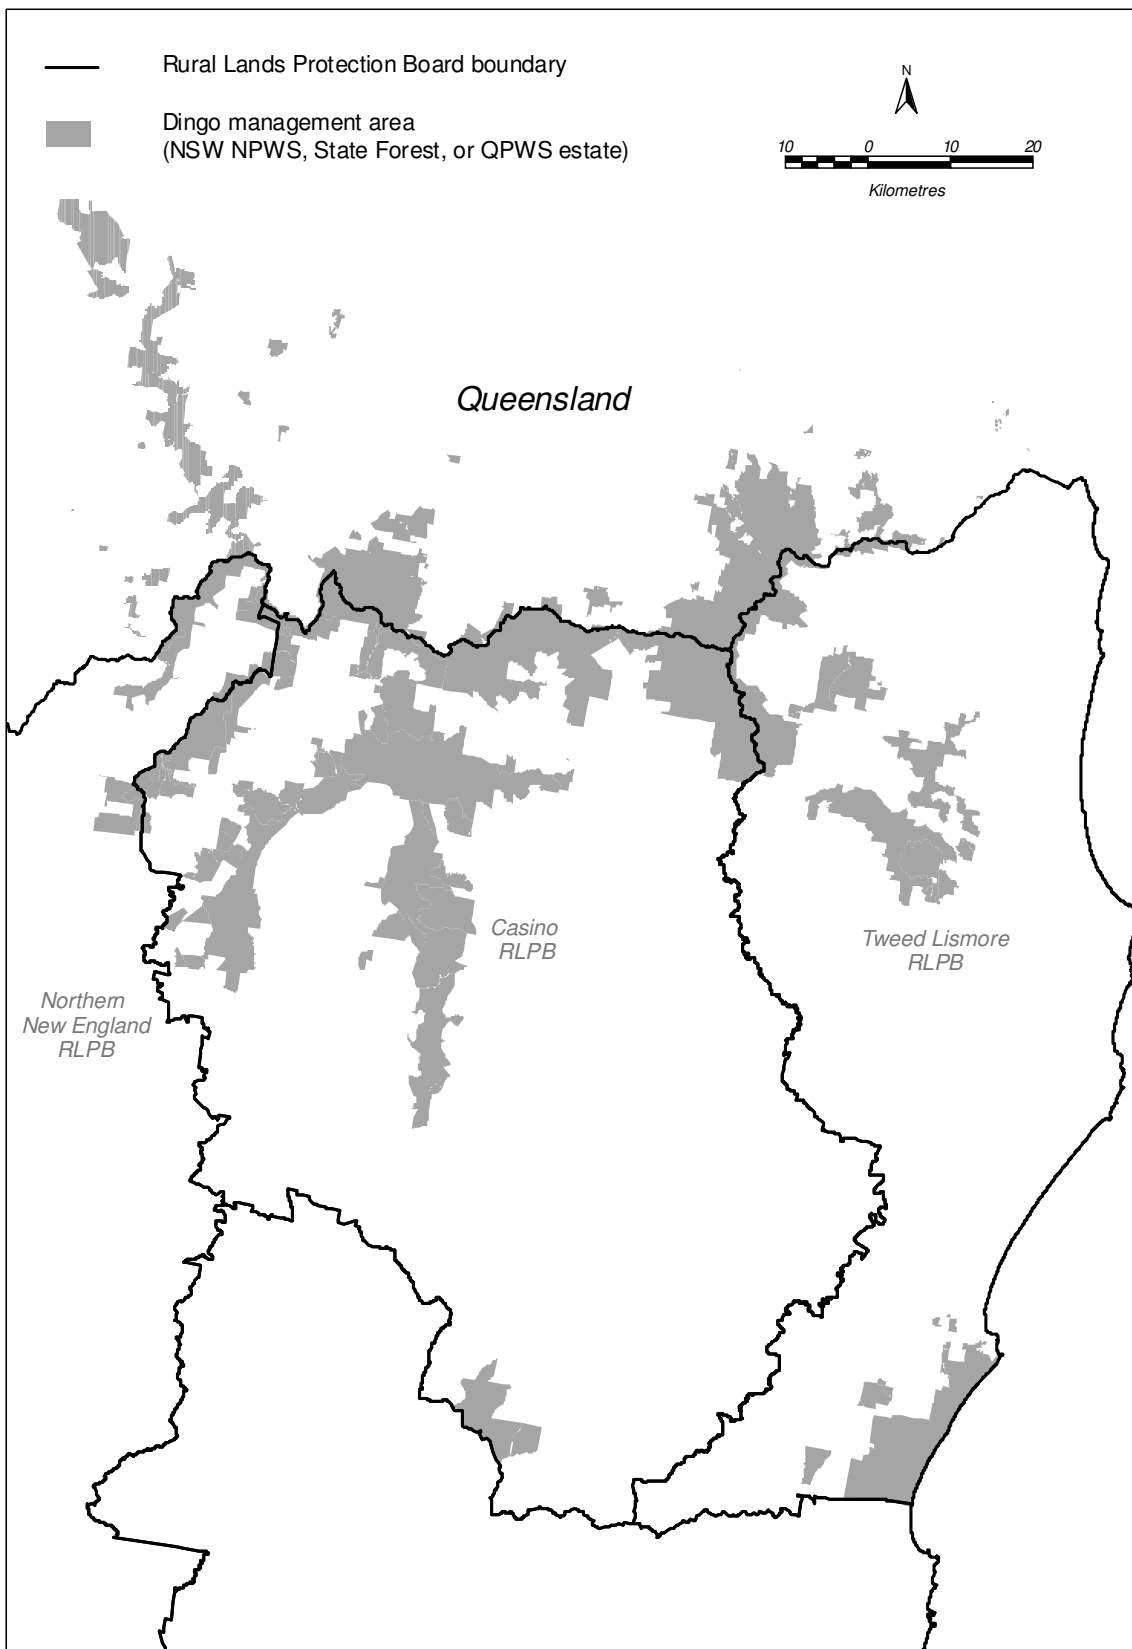 Rural Lands Protection Board boundary
Dingo management area
(NSW NPWS, State Forest, or QPWS estate)
N
10 0 10 20
Kilometres
Queensland
Casino
RLPB
Tweed Lismore
RLPB
Northern
New England
RLPB